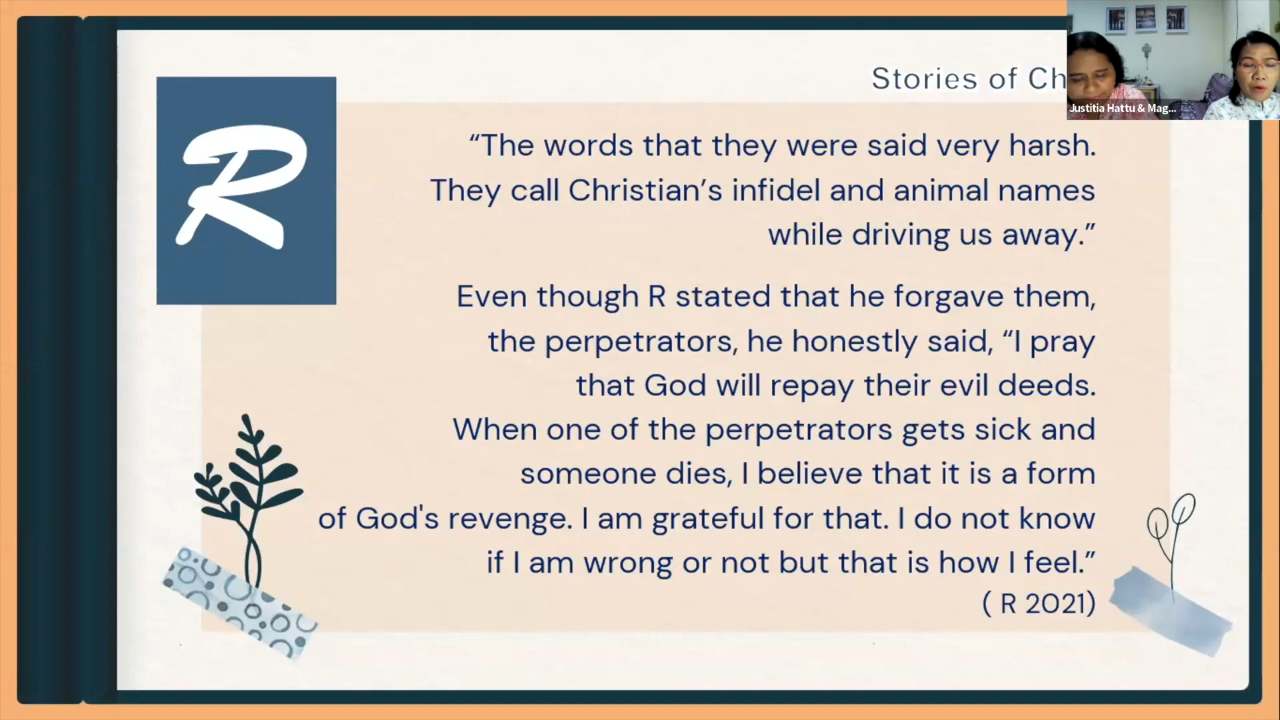 Stories of Ch
Justitia Hattu & Mag...
R
“The words that they were said very harsh.
They call Christian’s infidel and animal names
while driving us away.”
Even though R stated that he forgave them,
the perpetrators, he honestly said, “I pray
that God will repay their evil deeds.
When one of the perpetrators gets sick and
someone dies, I believe that it is a form
of God's revenge. I am grateful for that. I do not know
if I am wrong or not but that is how I feel.”
( R 2021)